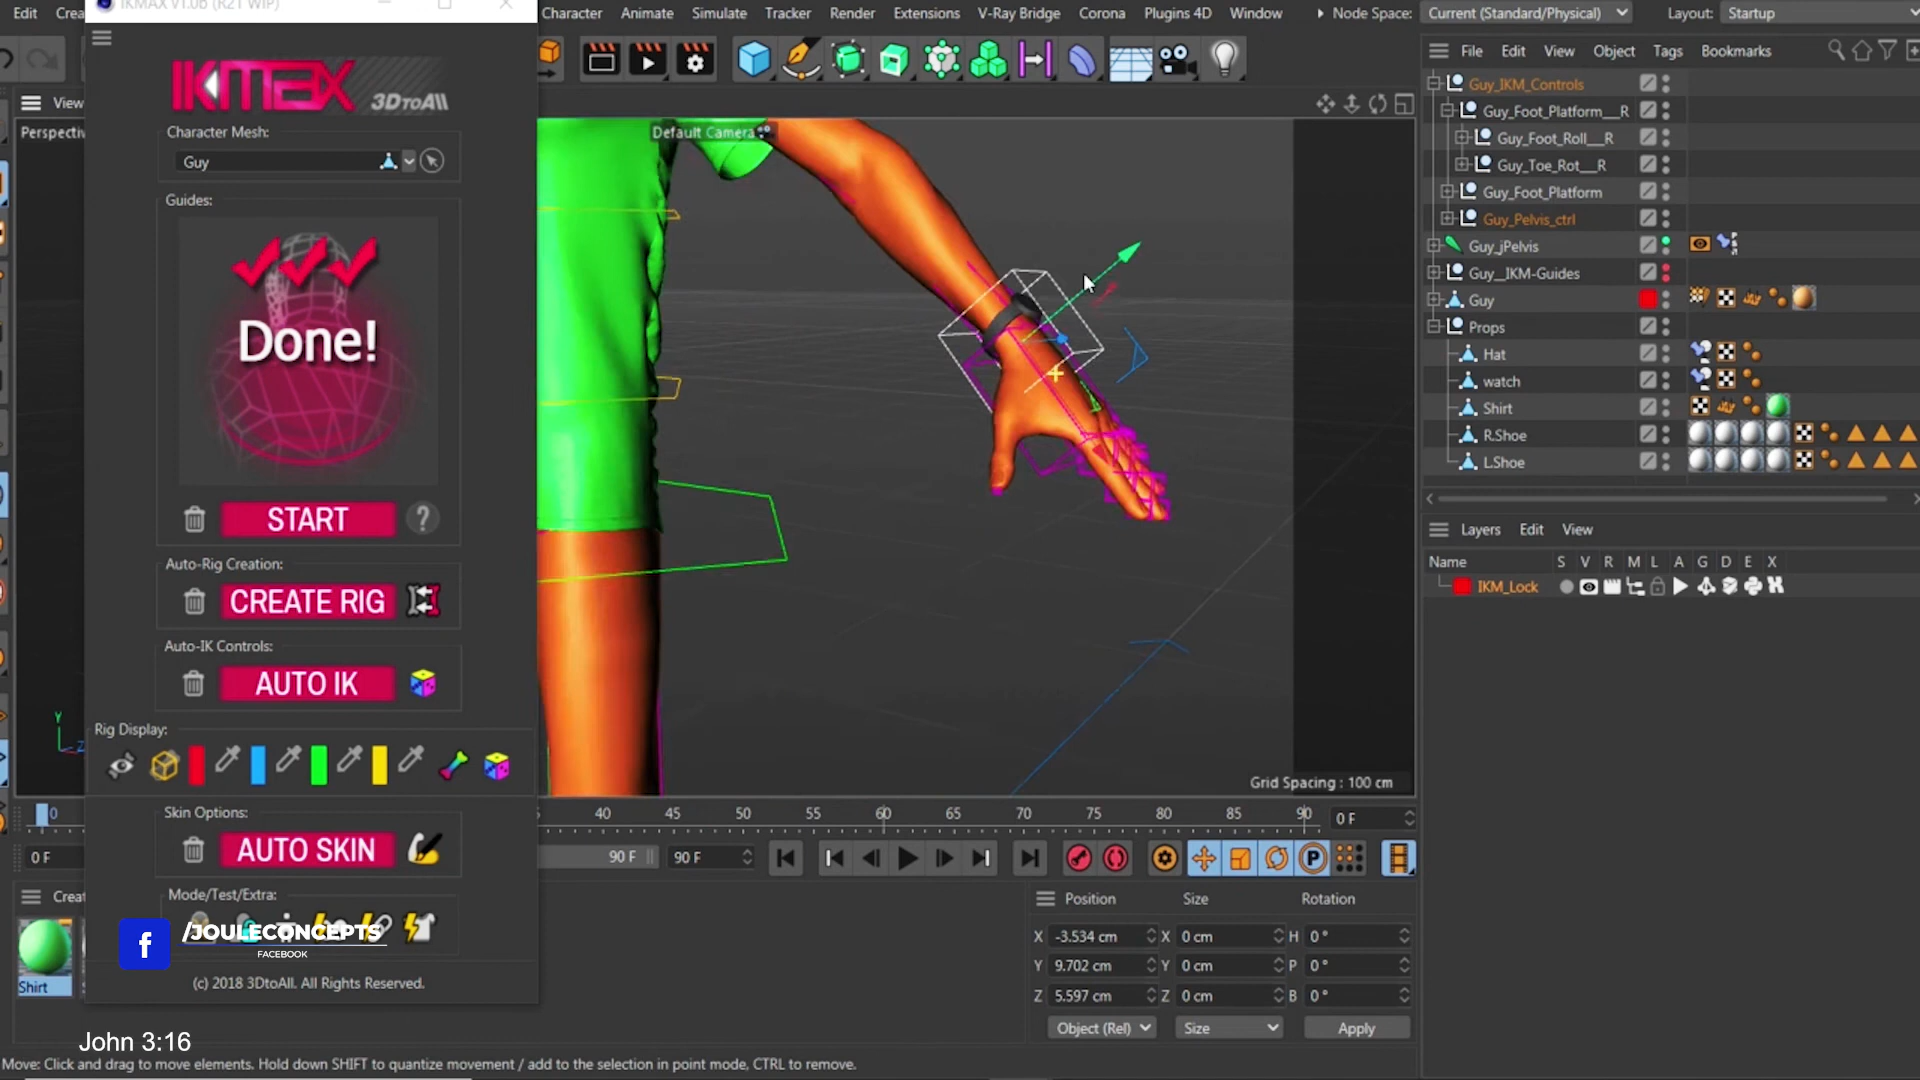 Edit Crea
IKMAX V1.0b (R21 WIP)
Character Animate Simulate Tracker Render Extensions V-Ray Bridge Corona Plugins 4D Window
Node Space: Current (Standard/Physical) Layout: Startup
IKMAX 3DTOALL
Character Mesh:
Guy
Guides:
Done!
START ?
Auto-Rig Creation:
CREATE RIG
Auto-IK Controls:
AUTO IK
Rig Display:
Skin Options:
AUTO SKIN
Mode/Test/Extra:
f /JOULECONCEPTS
FACEBOOK
(c) 2018 3DtoAll. All Rights Reserved.
View
Perspectiv
Default Camera
Grid Spacing : 100 cm
0 40 45 50 55 60 65 70 75 80 85 90 0 F
0 F 90 F 90 F
P
Crea
Shirt
Position Size Rotation
X -3.534 cm X 0 cm H 0 °
Y 9.702 cm Y 0 cm P 0 °
Z 5.597 cm Z 0 cm B 0 °
Object (Rel) Size Apply
File Edit View Object Tags Bookmarks
Guy_IKM_Controls
Guy_Foot_Platform__R
Guy_Foot_Roll__R
Guy_Toe_Rot__R
Guy_Foot_Platform
Guy_Pelvis_ctrl
Guy_jPelvis
Guy__IKM-Guides
Guy
Props
Hat
watch
Shirt
R.Shoe
L.Shoe
Layers Edit View
Name S V R M L A G D E X
IKM_Lock
Y
Z
John 3:16
Move: Click and drag to move elements. Hold down SHIFT to quantize movement / add to the selection in point mode, CTRL to remove.